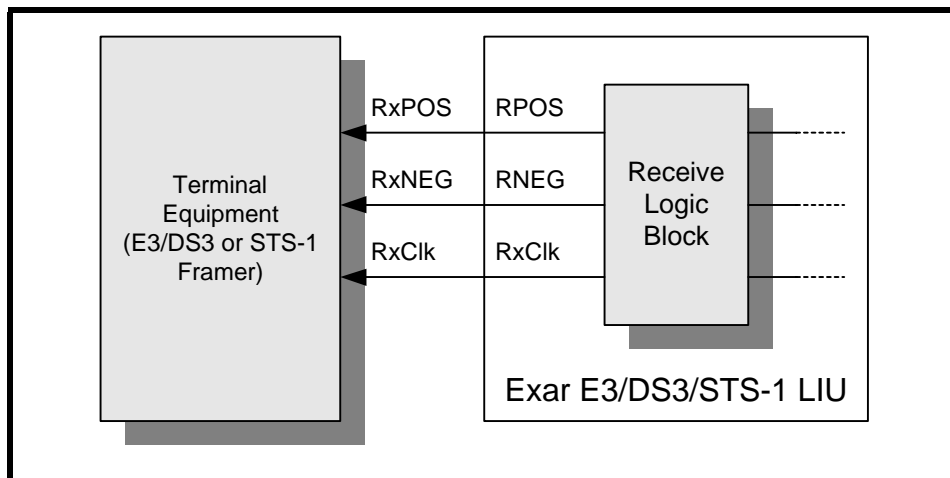 RxPOS
RPOS
RxNEG
RNEG
RxClk
RxClk
Terminal
Equipment
(E3/DS3 or STS-1
Framer)
Receive
Logic
Block
Exar E3/DS3/STS-1 LIU